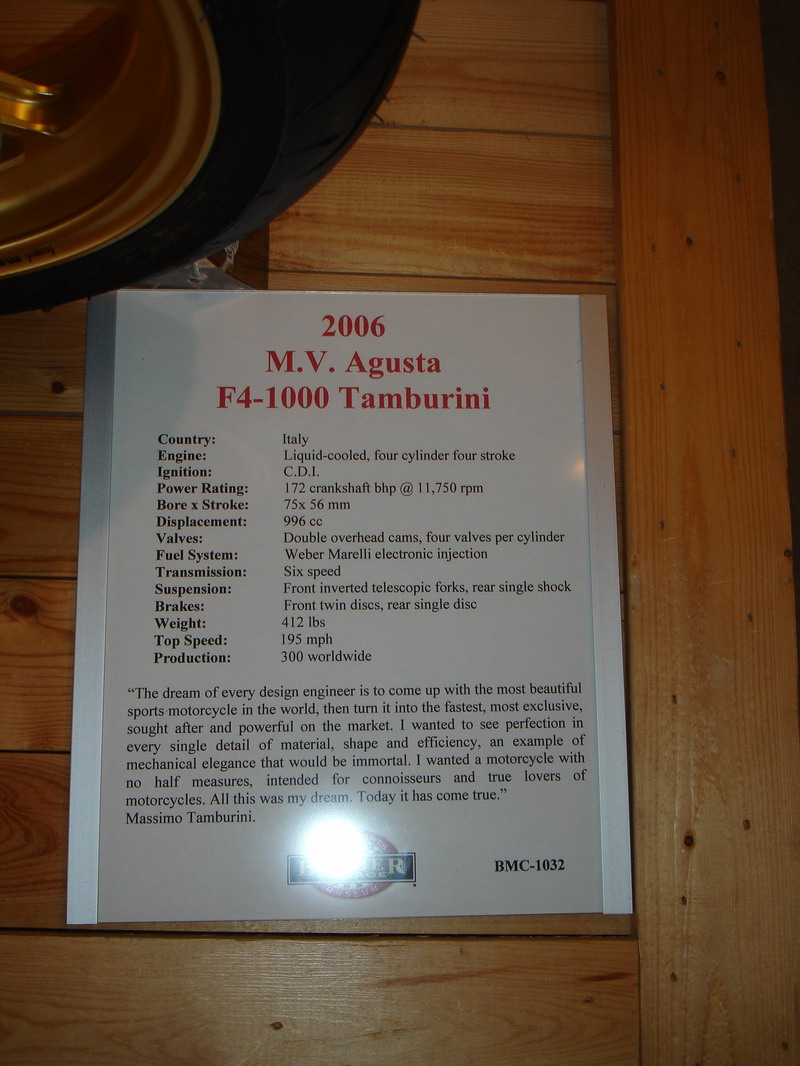 2006
M.V. Agusta
F4-1000 Tamburini
Country: Italy
Engine: Liquid-cooled, four cylinder four stroke
Ignition: C.D.I.
Power Rating: 172 crankshaft bhp @ 11,750 rpm
Bore x Stroke: 75x 56 mm
Displacement: 996 cc
Valves: Double overhead cams, four valves per cylinder
Fuel System: Weber Marelli electronic injection
Transmission: Six speed
Suspension: Front inverted telescopic forks, rear single shock
Brakes: Front twin discs, rear single disc
Weight: 412 lbs
Top Speed: 195 mph
Production: 300 worldwide
“The dream of every design engineer is to come up with the most beautiful
sports motorcycle in the world, then turn it into the fastest, most exclusive,
sought after and powerful on the market. I wanted to see perfection in
every single detail of material, shape and efficiency, an example of
mechanical elegance that would be immortal. I wanted a motorcycle with
no half measures, intended for connoisseurs and true lovers of
motorcycles. All this was my dream. Today it has come true.”
Massimo Tamburini.
MUSEUM
BMC-1032